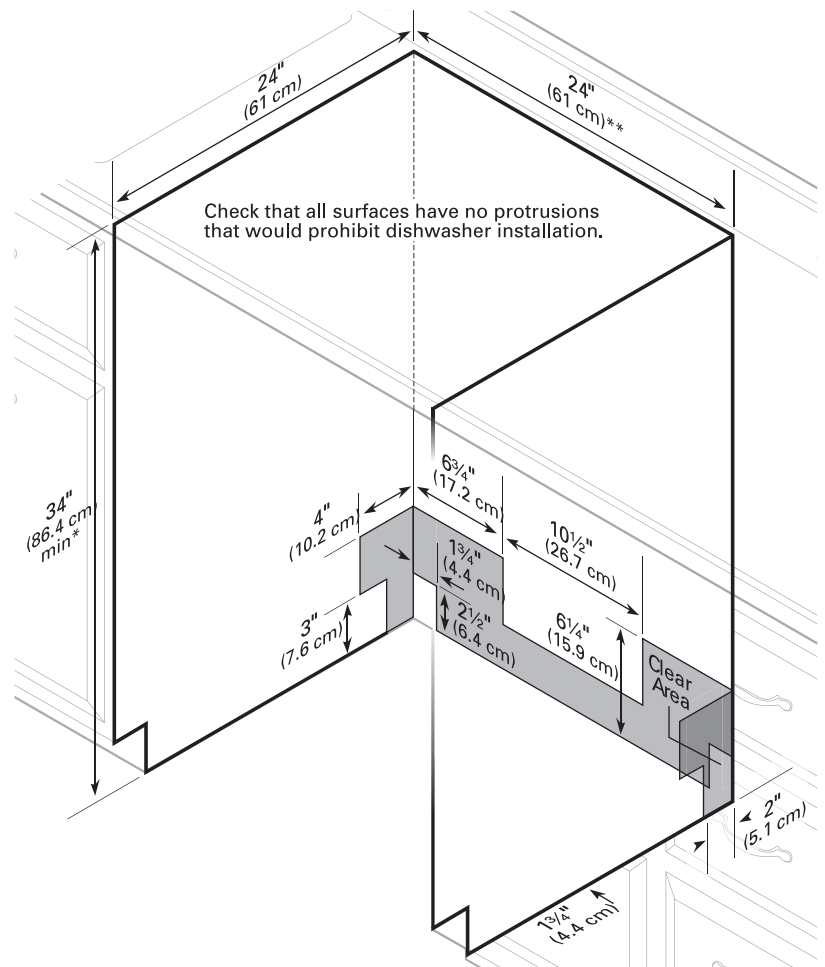 24"
(61 cm)
24"
(61 cm)**
Check that all surfaces have no protrusions
that would prohibit dishwasher installation.
34"
(86.4 cm)
min*
6¾"
(17.2 cm)
4"
(10.2 cm)
10½"
(26.7 cm)
1¾"
(4.4 cm)
3"
(7.6 cm)
2½"
(6.4 cm)
6¼"
(15.9 cm)
Clear
Area
2"
(5.1 cm)
1¾"
(4.4 cm)